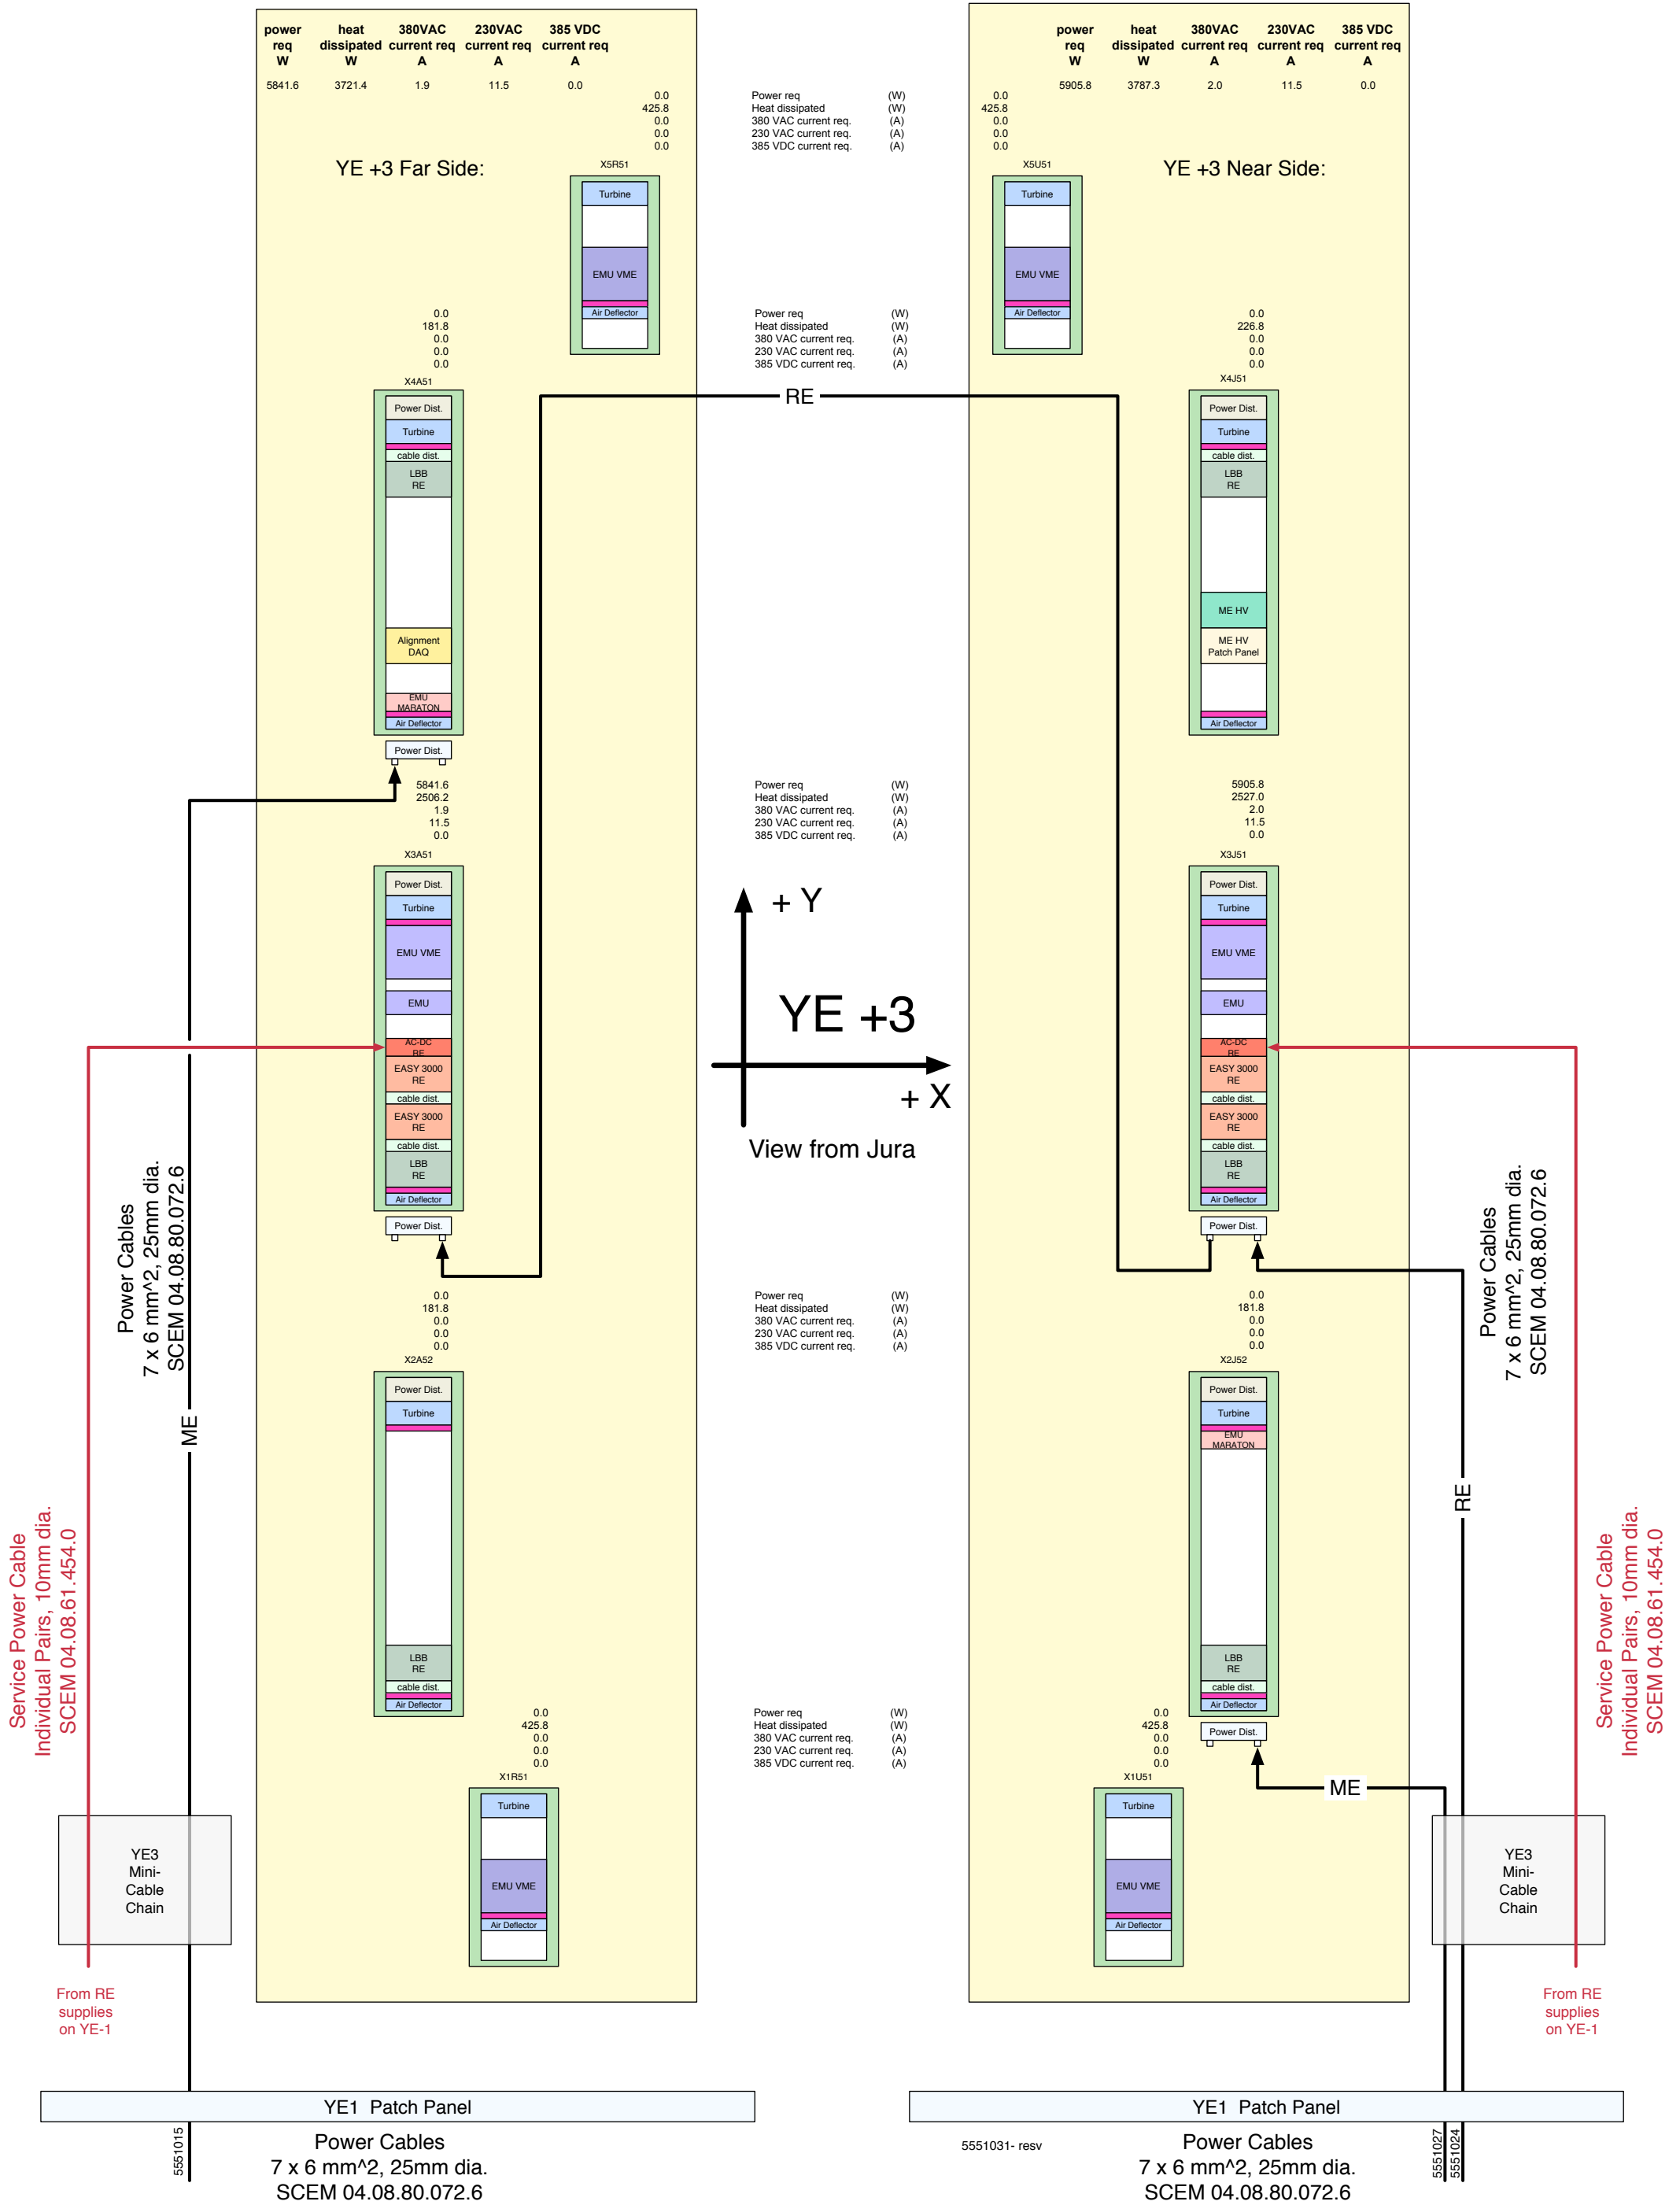 power heat 380VAC 230VAC 385 VDC
req dissipated current req current req current req
W W A A A
5841.6 3721.4 1.9 11.5 0.0
power heat 380VAC 230VAC 385 VDC
req dissipated current req current req current req
W W A A A
5905.8 3787.3 2.0 11.5 0.0
0.0
425.8
0.0
0.0
0.0
Power req (W)
Heat dissipated (W)
380 VAC current req. (A)
230 VAC current req. (A)
385 VDC current req. (A)
0.0
425.8
0.0
0.0
0.0
YE +3 Far Side:
X5R51
Turbine
EMU VME
Air Deflector
X5U51
Turbine
EMU VME
Air Deflector
YE +3 Near Side:
0.0
181.8
0.0
0.0
0.0
Power req (W)
Heat dissipated (W)
380 VAC current req. (A)
230 VAC current req. (A)
385 VDC current req. (A)
0.0
226.8
0.0
0.0
0.0
X4A51
Power Dist.
Turbine
cable dist.
LBB
RE
Alignment
DAQ
EMU
MARATON
Air Deflector
Power Dist.
RE
X4J51
Power Dist.
Turbine
cable dist.
LBB
RE
ME HV
ME HV
Patch Panel
Air Deflector
5841.6
2506.2
1.9
11.5
0.0
Power req (W)
Heat dissipated (W)
380 VAC current req. (A)
230 VAC current req. (A)
385 VDC current req. (A)
5905.8
2527.0
2.0
11.5
0.0
X3A51
Power Dist.
Turbine
EMU VME
EMU
AC-DC
RE
EASY 3000
RE
cable dist.
EASY 3000
RE
cable dist.
LBB
RE
Air Deflector
Power Dist.
+ Y
YE +3
+ X
View from Jura
X3J51
Power Dist.
Turbine
EMU VME
EMU
AC-DC
RE
EASY 3000
RE
cable dist.
EASY 3000
RE
cable dist.
LBB
RE
Air Deflector
Power Dist.
Power Cables
7 x 6 mm^2, 25mm dia.
SCEM 04.08.80.072.6
Power Cables
7 x 6 mm^2, 25mm dia.
SCEM 04.08.80.072.6
0.0
181.8
0.0
0.0
0.0
Power req (W)
Heat dissipated (W)
380 VAC current req. (A)
230 VAC current req. (A)
385 VDC current req. (A)
0.0
181.8
0.0
0.0
0.0
ME
X2A52
Power Dist.
Turbine
LBB
RE
cable dist.
Air Deflector
X2J52
Power Dist.
Turbine
EMU
MARATON
LBB
RE
cable dist.
Air Deflector
Power Dist.
RE
Service Power Cable
Individual Pairs, 10mm dia.
SCEM 04.08.61.454.0
Service Power Cable
Individual Pairs, 10mm dia.
SCEM 04.08.61.454.0
0.0
425.8
0.0
0.0
0.0
Power req (W)
Heat dissipated (W)
380 VAC current req. (A)
230 VAC current req. (A)
385 VDC current req. (A)
0.0
425.8
0.0
0.0
0.0
X1R51
Turbine
EMU VME
Air Deflector
X1U51
Turbine
EMU VME
Air Deflector
ME
YE3
Mini-
Cable
Chain
YE3
Mini-
Cable
Chain
From RE
supplies
on YE-1
From RE
supplies
on YE-1
YE1 Patch Panel
YE1 Patch Panel
5551015
Power Cables
7 x 6 mm^2, 25mm dia.
SCEM 04.08.80.072.6
5551031- resv
Power Cables
7 x 6 mm^2, 25mm dia.
SCEM 04.08.80.072.6
5551027
5551024